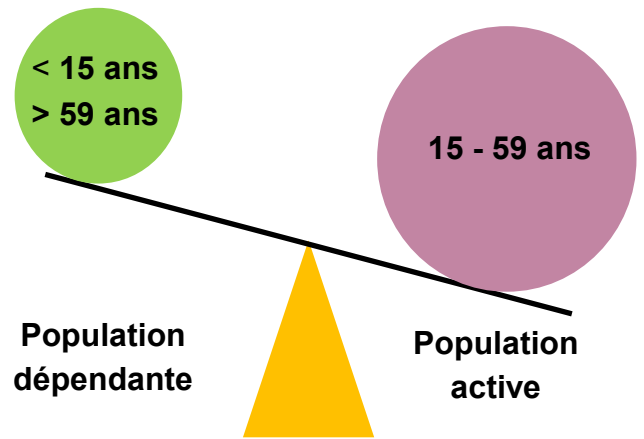 < 15 ans
> 59 ans
15 - 59 ans
Population
dépendante
Population
active